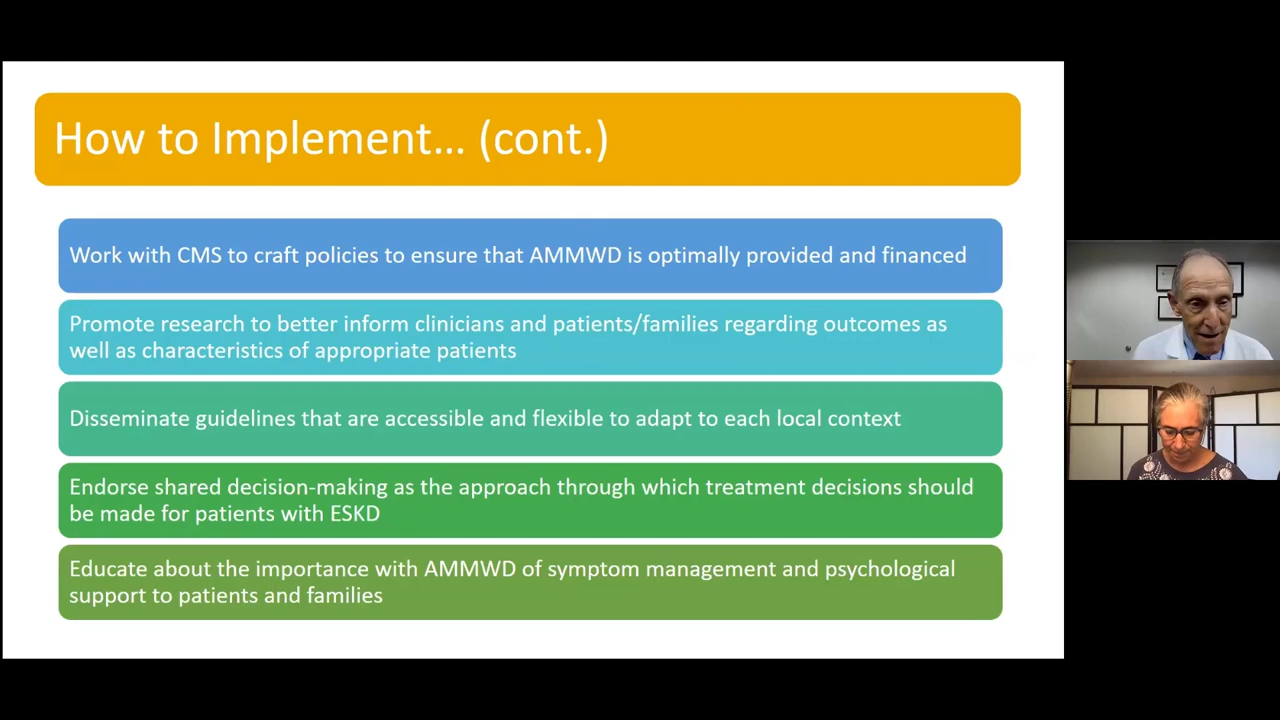 How to Implement... (cont.)
Work with CMS to craft policies to ensure that AMMWD is optimally provided and financed
Promote research to better inform clinicians and patients/families regarding outcomes as
well as characteristics of appropriate patients
Disseminate guidelines that are accessible and flexible to adapt to each local context
Endorse shared decision-making as the approach through which treatment decisions should
be made for patients with ESKD
Educate about the importance with AMMWD of symptom management and psychological
support to patients and families